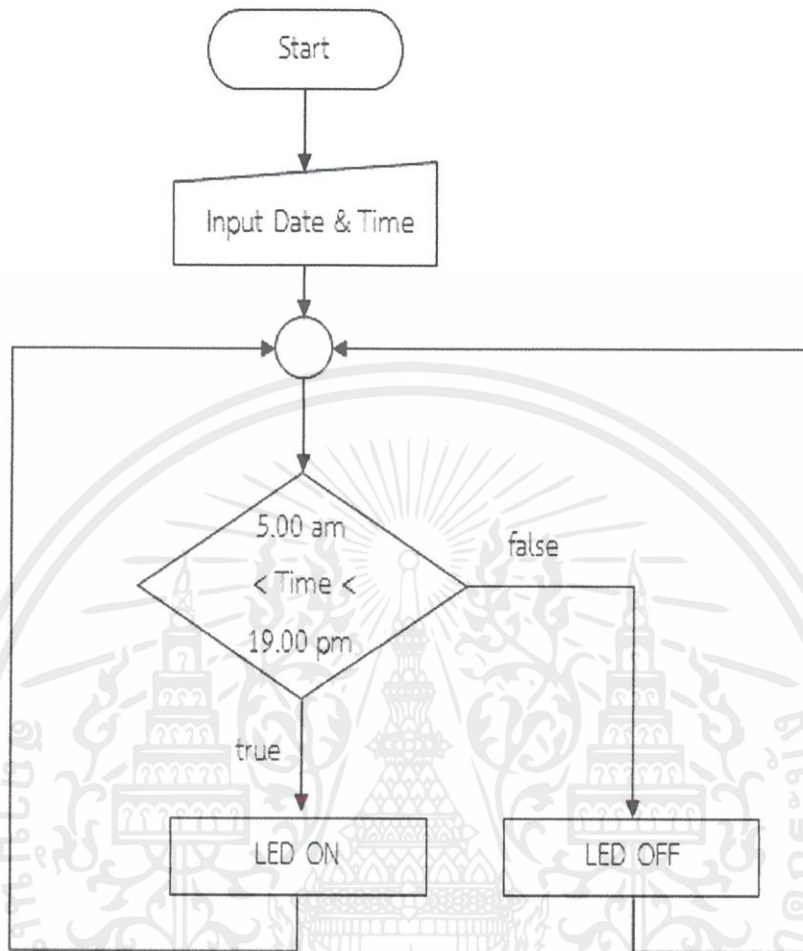 Start
Input Date & Time
5.00 am
< Time <
19.00 pm
false
true
LED ON
LED OFF